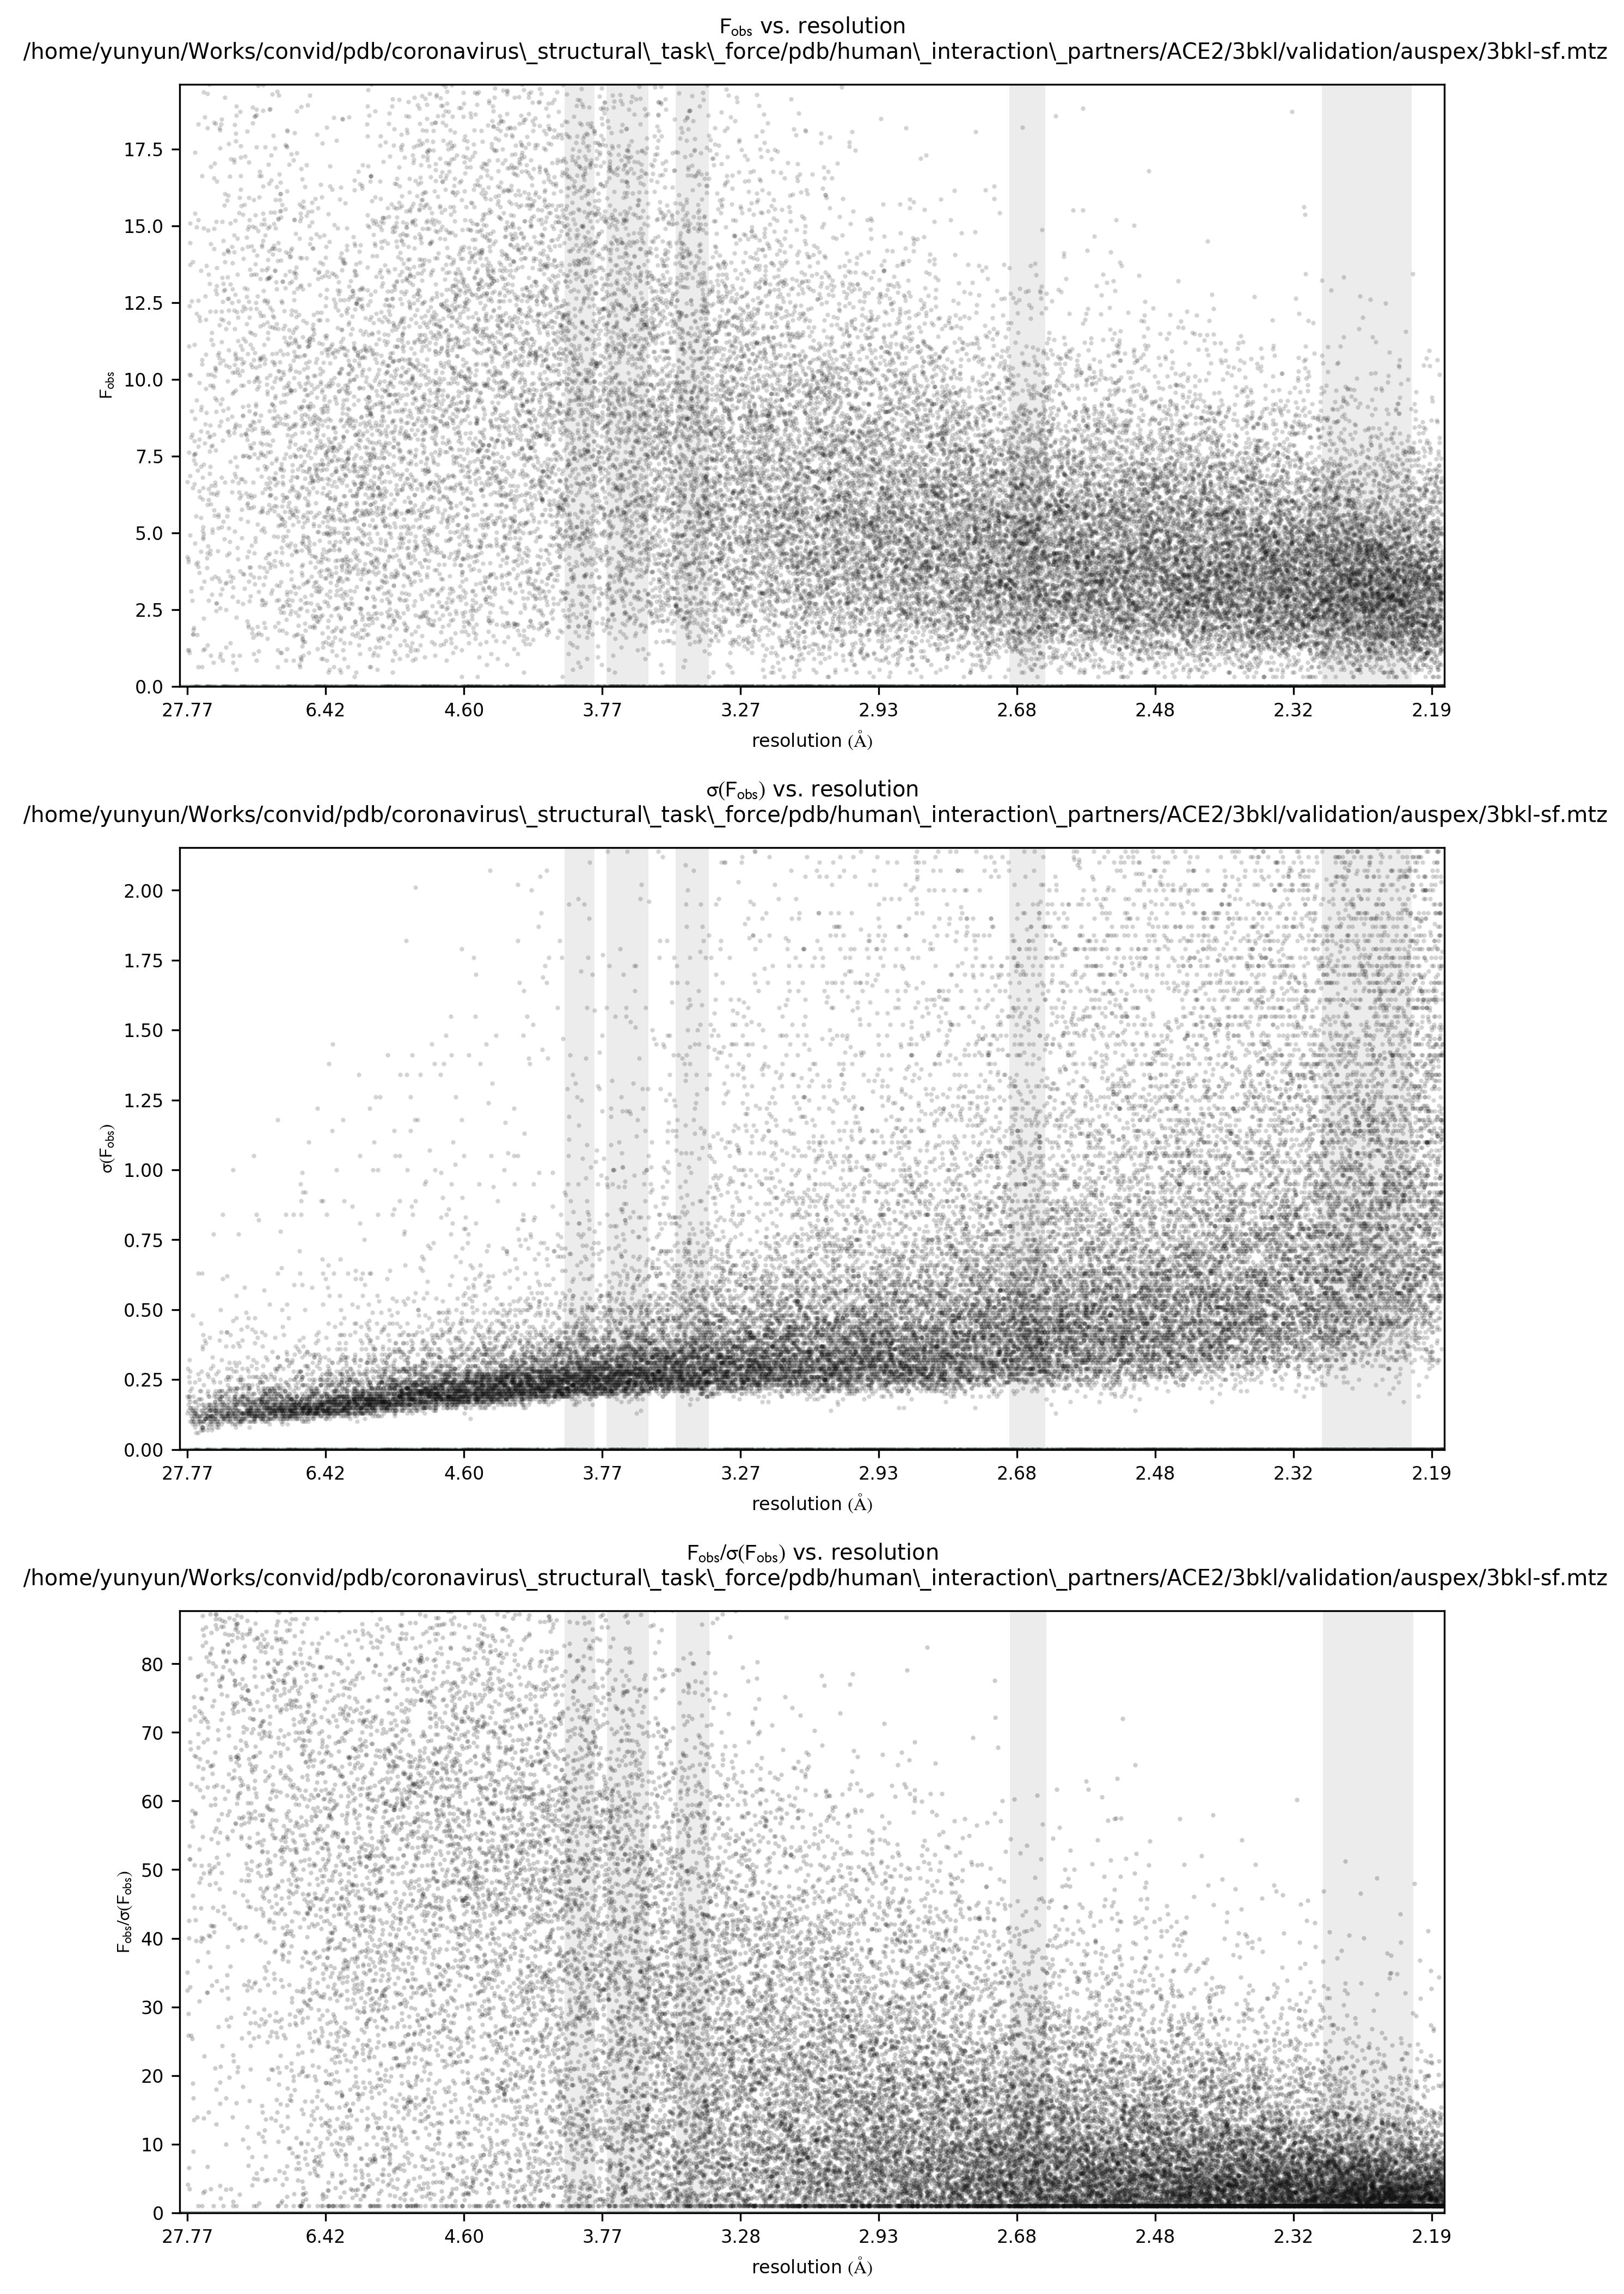 Fobs vs. resolution
/home/yunyun/Works/convid/pdb/coronavirus\_structural\_task\_force/pdb/human\_interaction\_partners/ACE2/3bkl/validation/auspex/3bkl-sf.mtz
17.5
15.0
12.5
10.0
7.5
5.0
2.5
0.0
Fobs
27.77 6.42 4.60 3.77 3.27 2.93 2.68 2.48 2.32 2.19
resolution (Å)
σ(Fobs) vs. resolution
/home/yunyun/Works/convid/pdb/coronavirus\_structural\_task\_force/pdb/human\_interaction\_partners/ACE2/3bkl/validation/auspex/3bkl-sf.mtz
2.00
1.75
1.50
1.25
1.00
0.75
0.50
0.25
0.00
σ(Fobs)
27.77 6.42 4.60 3.77 3.27 2.93 2.68 2.48 2.32 2.19
resolution (Å)
Fobs/σ(Fobs) vs. resolution
/home/yunyun/Works/convid/pdb/coronavirus\_structural\_task\_force/pdb/human\_interaction\_partners/ACE2/3bkl/validation/auspex/3bkl-sf.mtz
80
70
60
50
40
30
20
10
0
Fobs/σ(Fobs)
27.77 6.42 4.60 3.77 3.28 2.93 2.68 2.48 2.32 2.19
resolution (Å)